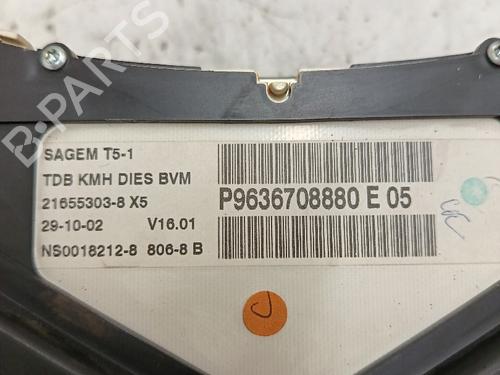 B-PARTS
SAGEM T5-1
TDB KMH DIES BVM
21655303-8 X5
29-10-02 V16.01
NS0018212-8 806-8 B
P9636708880 E 05